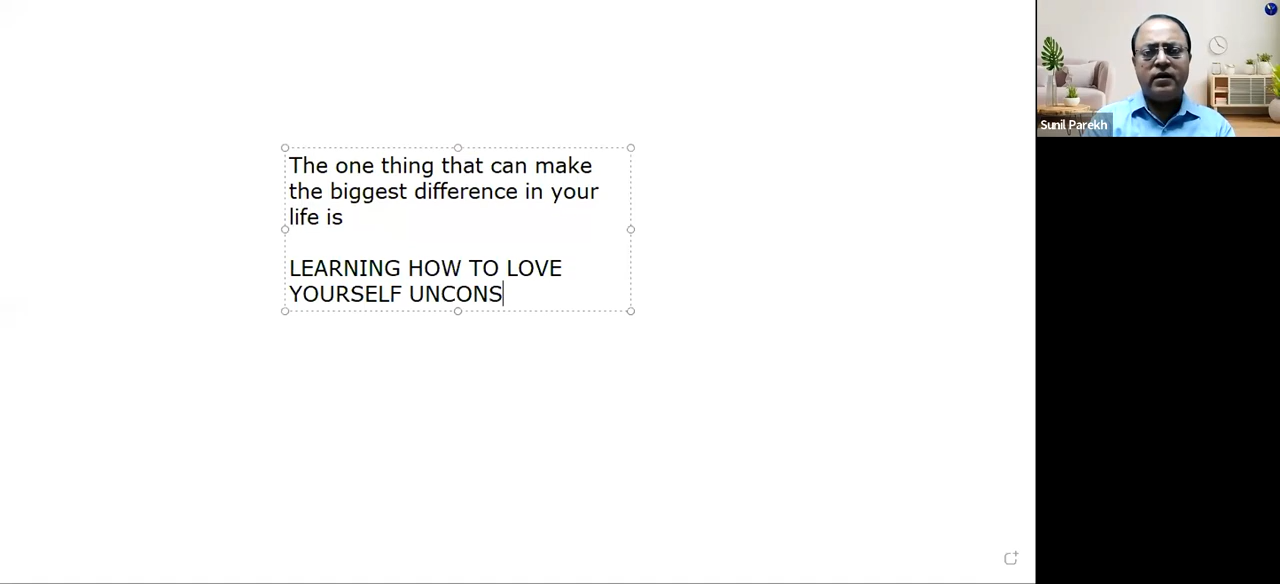 The one thing that can make
the biggest difference in your
life is
LEARNING HOW TO LOVE
YOURSELF UNCONS
Sunil Parekh